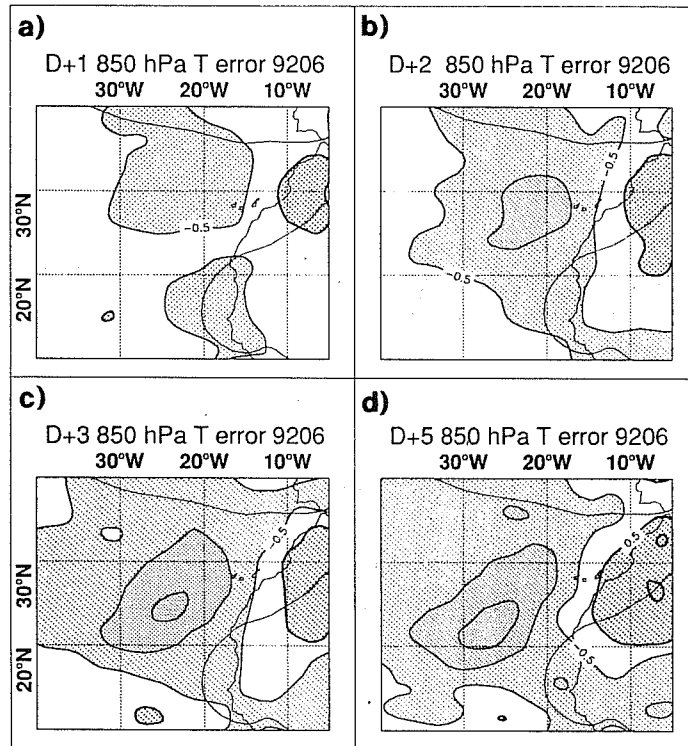 a)
D+1 850 hPa T error 9206
30°W 20°W 10°W
30°N
20°N
-0.5
b)
D+2 850 hPa T error 9206
30°W 20°W 10°W
-0.5
-0.5
c)
D+3 850 hPa T error 9206
30°W 20°W 10°W
30°N
20°N
-0.5
d)
D+5 850 hPa T error 9206
30°W 20°W 10°W
0.5
-0.5